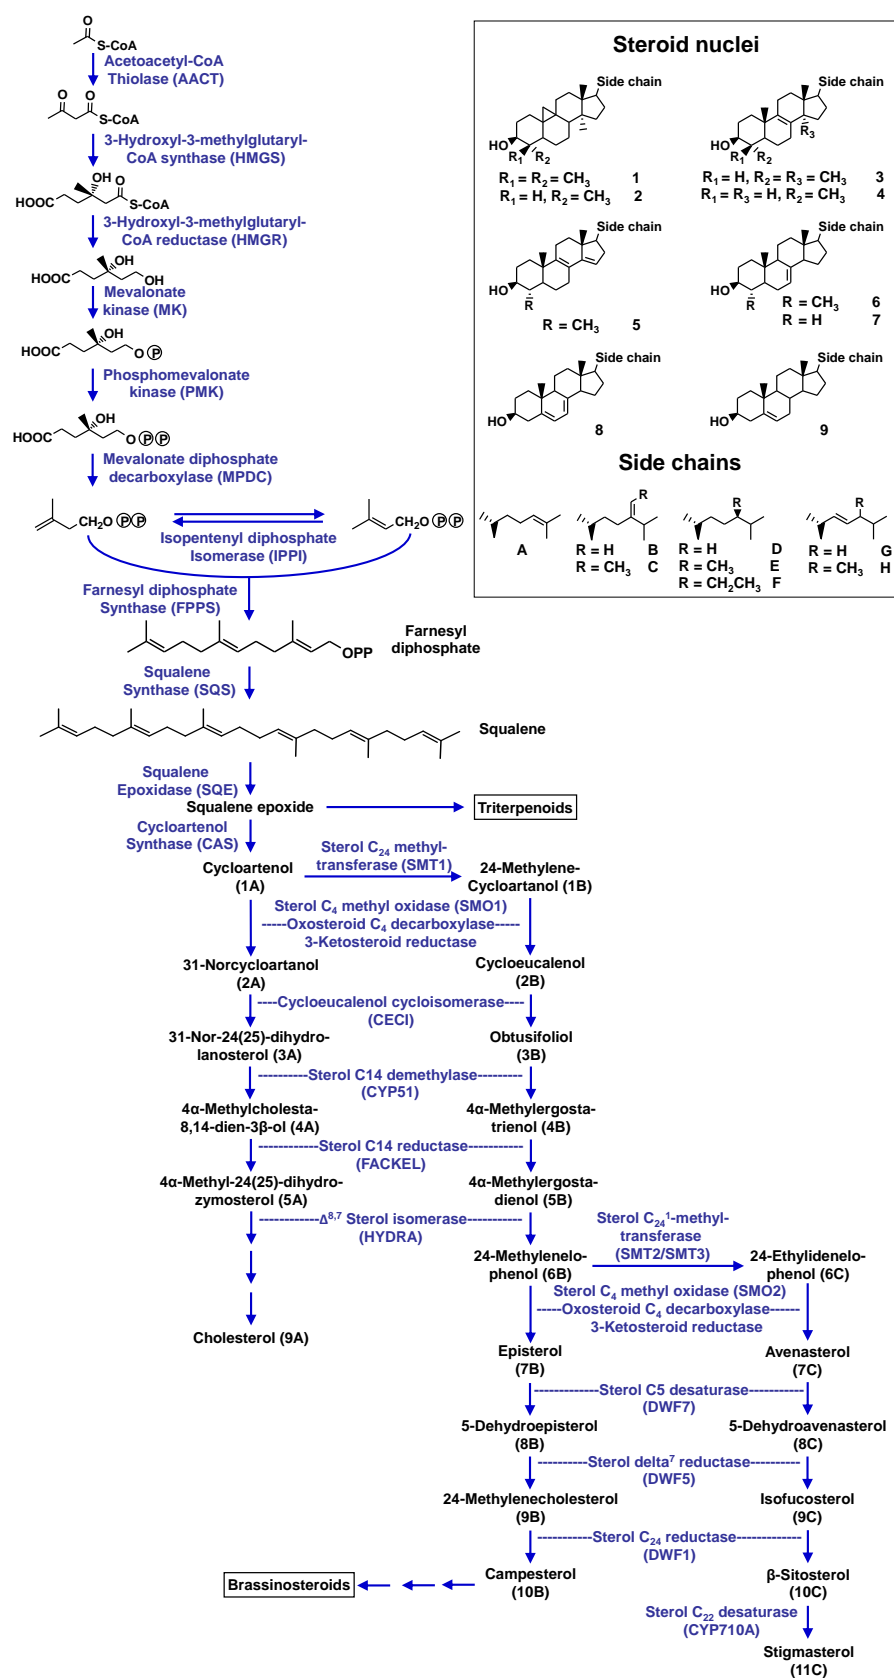 O
S-CoA
Acetoacetyl-CoA
Thiolase (AACT)
O O
S-CoA
3-Hydroxyl-3-methylglutaryl-
CoA synthase (HMGS)
OH O
HOOC S-CoA
3-Hydroxyl-3-methylglutaryl-
CoA reductase (HMGR)
OH
HOOC OH
Mevalonate
kinase (MK)
OH
HOOC O P
Phosphomevalonate
kinase (PMK)
OH
HOOC O P P
Mevalonate diphosphate
decarboxylase (MPDC)
CH2O P P
CH2O P P
Isopentenyl diphosphate
Isomerase (IPPI)
Farnesyl diphosphate
Synthase (FPPS)
OPP
Farnesyl
diphosphate
Squalene
Synthase (SQS)
Squalene
Squalene
Epoxidase (SQE)
Squalene epoxide
Triterpenoids
Cycloartenol
Synthase (CAS)
Sterol C24 methyl-
transferase (SMT1)
Cycloartenol
(1A)
24-Methylene-
Cycloartanol (1B)
Sterol C4 methyl oxidase (SMO1)
-----Oxosteroid C4 decarboxylase----
3-Ketosteroid reductase
31-Norcycloartanol
(2A)
Cycloeucalenol
(2B)
----Cycloeucalenol cycloisomerase----
(CECI)
31-Nor-24(25)-dihydro-
lanosterol (3A)
Obtusifoliol
(3B)
----------Sterol C14 demethylase---------
(CYP51)
4α-Methylcholesta-
8,14-dien-3β-ol (4A)
4α-Methylergosta-
trienol (4B)
------------Sterol C14 reductase-----------
(FACKEL)
4α-Methyl-24(25)-dihydro-
zymosterol (5A)
4α-Methylergosta-
dienol (5B)
------------Δ8,7 Sterol isomerase-----------
(HYDRA)
Sterol C241-methyl-
transferase
(SMT2/SMT3)
24-Methylenelo-
phenol (6B)
24-Ethylidenelo-
phenol (6C)
Sterol C4 methyl oxidase (SMO2)
-----Oxosteroid C4 decarboxylase------
3-Ketosteroid reductase
Cholesterol (9A)
Episterol
(7B)
Avenasterol
(7C)
-------------Sterol C5 desaturase-----------
(DWF7)
5-Dehydroepisterol
(8B)
5-Dehydroavenasterol
(8C)
----------Sterol delta7 reductase----------
(DWF5)
24-Methylenecholesterol
(9B)
Isofucosterol
(9C)
----------Sterol C24 reductase-------------
(DWF1)
Brassinosteroids
Campesterol
(10B)
β-Sitosterol
(10C)
Sterol C22 desaturase
(CYP710A)
Stigmasterol
(11C)
Steroid nuclei
Side chain
HO
R1 R2
R1 = R2 = CH3 1
R1 = H, R2 = CH3 2
Side chain
HO
R3
R1 R2
R1 = H, R2 = R3 = CH3 3
R1 = R3 = H, R2 = CH3 4
Side chain
HO
R
R = CH3 5
Side chain
HO
R
R = CH3 6
R = H 7
Side chain
HO
8
Side chain
HO
9
Side chains
A
R
R = H B
R = CH3 C
R
R = H D
R = CH3 E
R = CH2CH3 F
R
R = H G
R = CH3 H